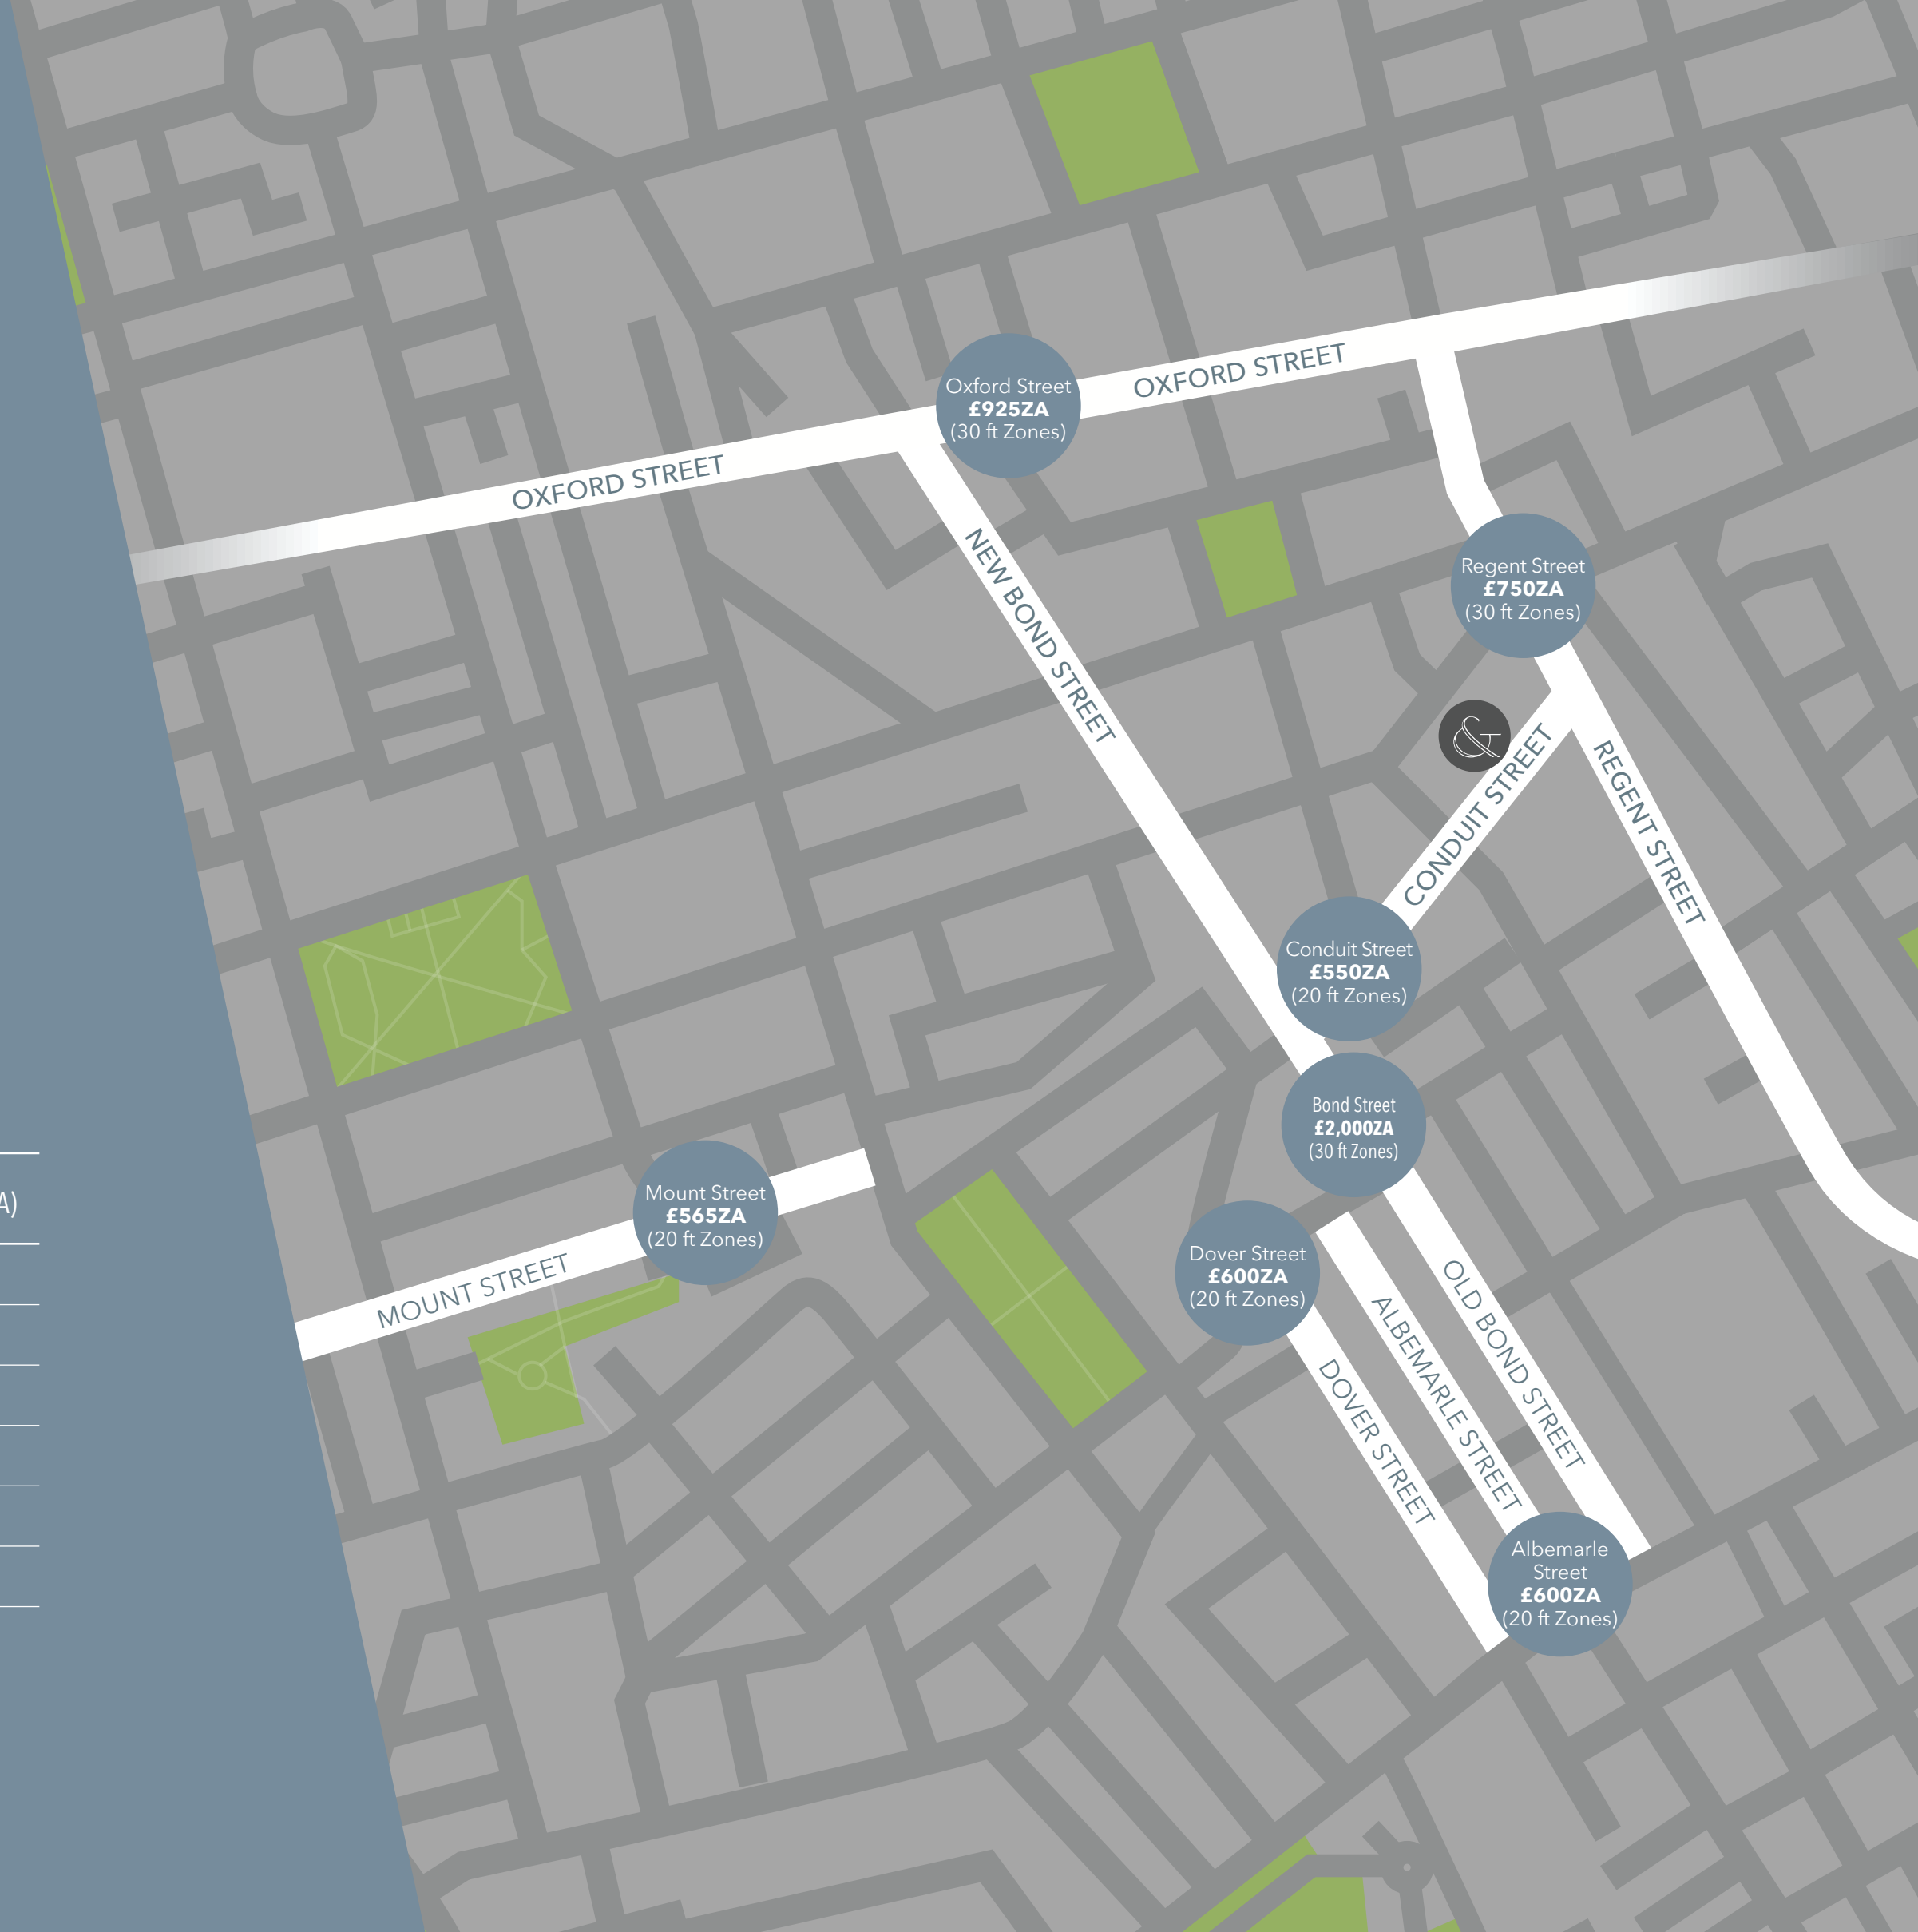 OXFORD STREET
Oxford Street
£925ZA
(30 ft Zones)
OXFORD STREET
NEW BOND STREET
Regent Street
£750ZA
(30 ft Zones)
&
CONDUIT STREET
REGENT STREET
Conduit Street
£550ZA
(20 ft Zones)
Bond Street
£2,000ZA
(30 ft Zones)
A)
Mount Street
£565ZA
(20 ft Zones)
MOUNT STREET
Dover Street
£600ZA
(20 ft Zones)
OLD BOND STREET
ALBEMARLE STREET
DOVER STREET
Albemarle
Street
£600ZA
(20 ft Zones)